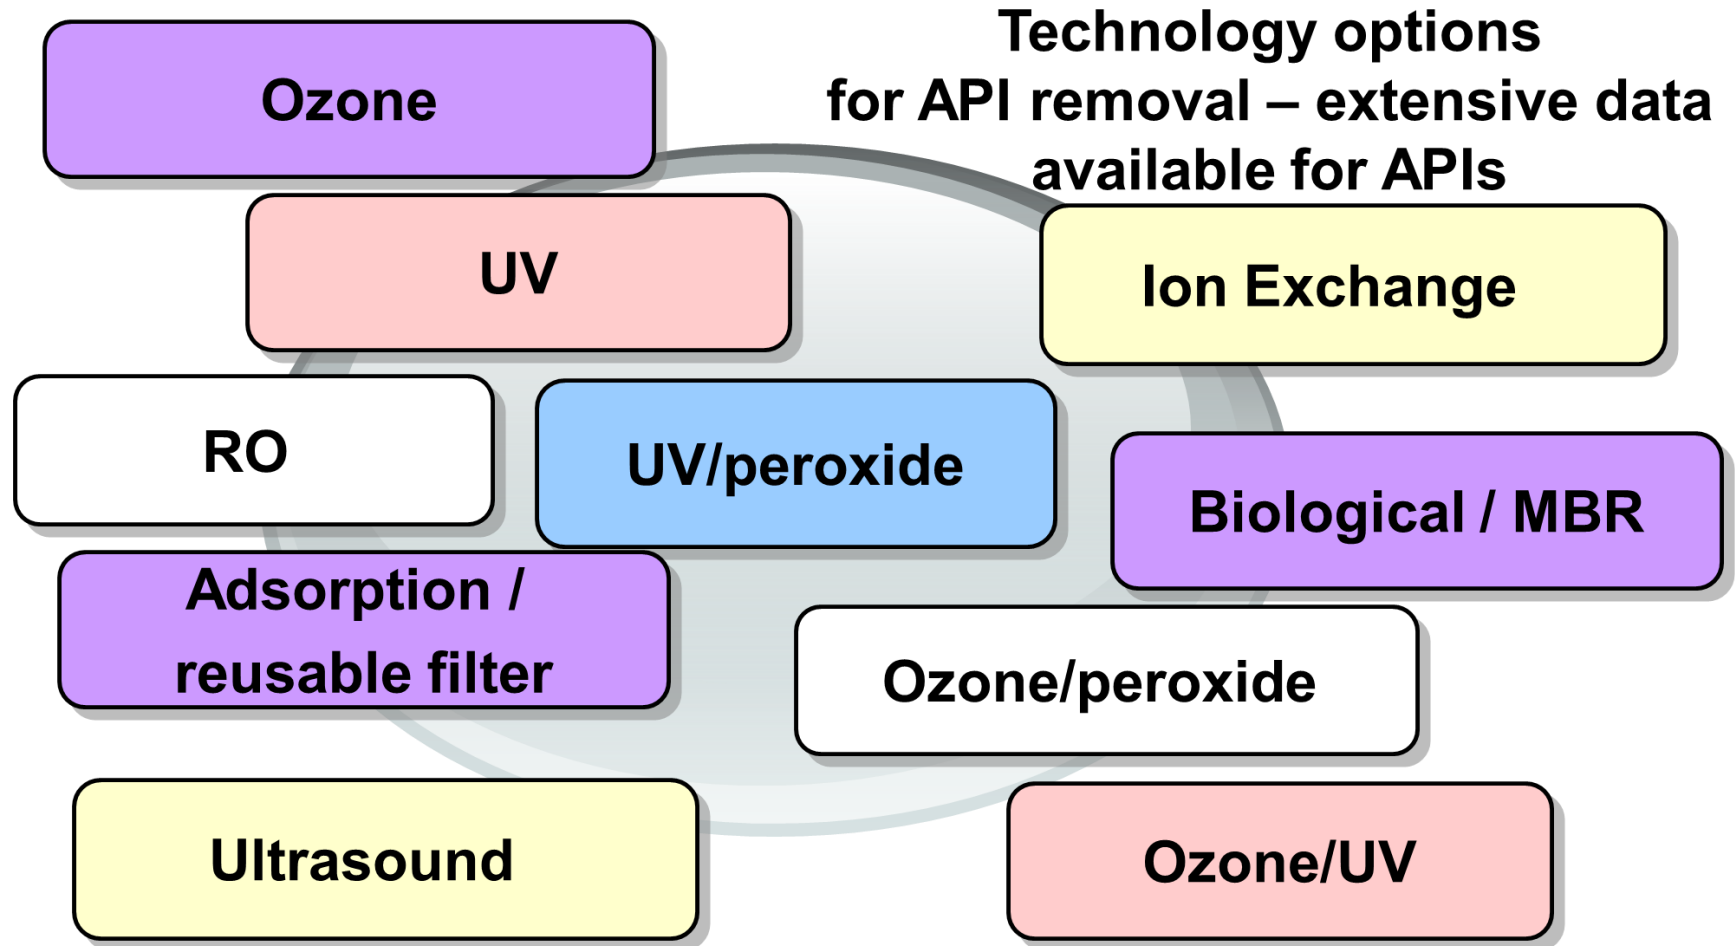 Technology options
for API removal – extensive data
available for APIs
Ozone
UV
Ion Exchange
RO
UV/peroxide
Biological / MBR
Adsorption /
reusable filter
Ozone/peroxide
Ultrasound
Ozone/UV